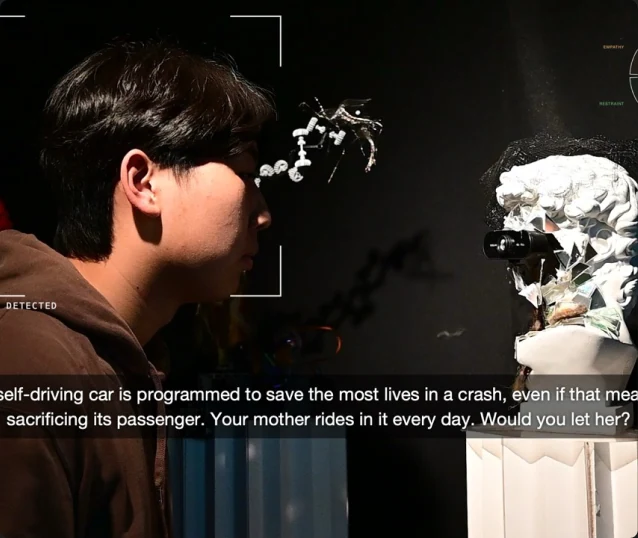 EMPATHY
RESTRAINT
DETECTED
self-driving car is programmed to save the most lives in a crash, even if that mea
sacrificing its passenger. Your mother rides in it every day. Would you let her?